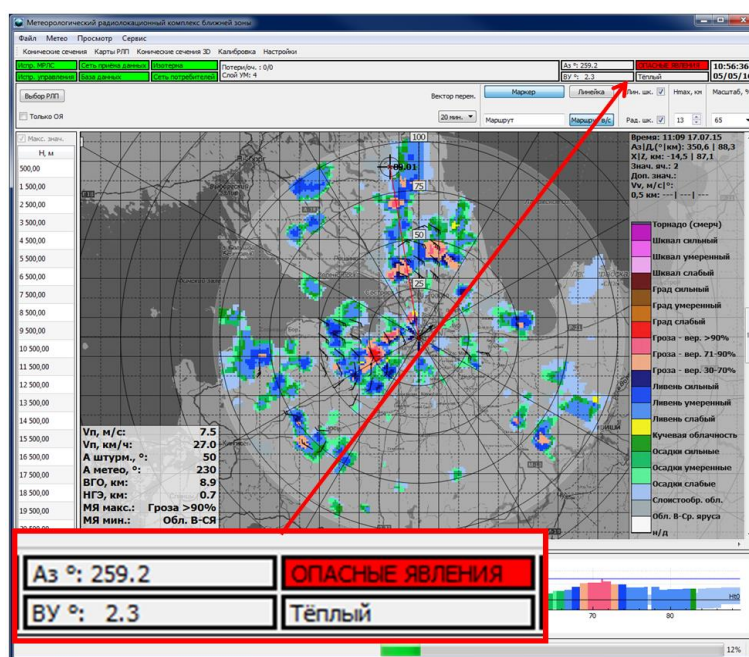 Метеорологический радиолокационный комплекс ближней зоны
Файл Метео Просмотр Сервис
Конические сечения Карты РЛП Конические сечения 3D Калибровка Настройки
Испр. МРЛС Сеть приёма данных Изотерма Потери/оч. : 0/0 Аз °: 259.2 ОПАСНЫЕ ЯВЛЕНИЯ 10:56:36
Испр. управления База данных Сеть потребителей Слой УМ: 4 ВУ °: 2.3 Тёплый 05/05/16
Выбор РЛП Вектор перем. Маркер Линейка Лин. шк. Hmax, км Масштаб, %
Только ОЯ 20 мин. Маршрут Маршрут в/с Рад. шк. 13 65
Макс. знач.
Н, м
500,00
1 500,00
2 500,00
3 500,00
4 500,00
5 500,00
6 500,00
7 500,00
8 500,00
9 500,00
10 500,00
11 500,00
12 500,00
13 500,00
14 500,00
15 500,00
16 500,00
17 500,00
18 500,00
19 500,00
20 500,00
100
89.01
75
50
25
Время: 11:09 17.07.15
Аз|Д,(°|км): 350,6 | 88,3
X|Z, км: -14,5 | 87,1
Знач. яч.: 2
Доп. знач.:
Vv, м/с|°:
0,5 км: ---| ---| ---
Торнадо (смерч)
Шквал сильный
Шквал умеренный
Шквал слабый
Град сильный
Град умеренный
Град слабый
Гроза - вер. >90%
Гроза - вер. 71-90%
Гроза - вер. 30-70%
Ливень сильный
Ливень умеренный
Ливень слабый
Кучевая облачность
Осадки сильные
Осадки умеренные
Осадки слабые
Слоистообр. обл.
Обл. В-Ср. яруса
н/д
Vп, м/с: 7.5
Vп, км/ч: 27.0
А штурм., °: 50
А метео, °: 230
ВГО, км: 8.9
НГЭ, км: 0.7
МЯ макс.: Гроза >90%
МЯ мин.: Обл. В-СЯ
Аз °: 259.2 ОПАСНЫЕ ЯВЛЕНИЯ
ВУ °: 2.3 Тёплый
70 80
12%